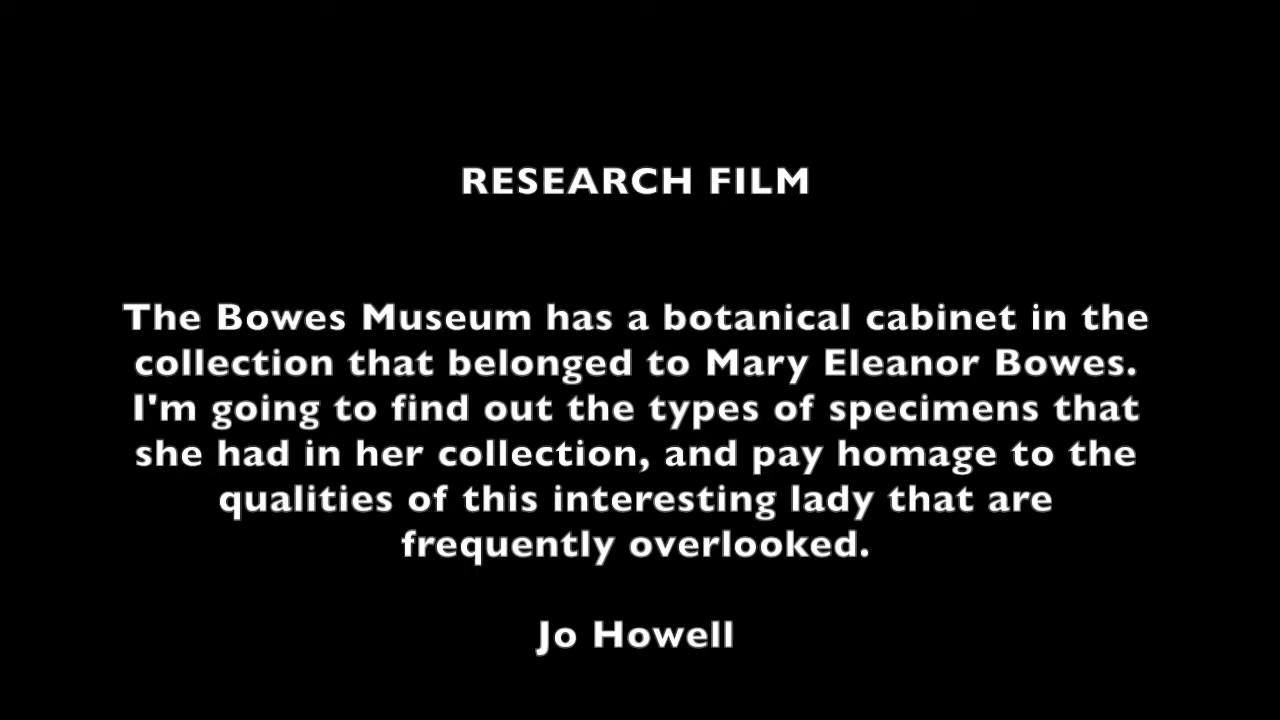 RESEARCH FILM
The Bowes Museum has a botanical cabinet in the
collection that belonged to Mary Eleanor Bowes.
I'm going to find out the types of specimens that
she had in her collection, and pay homage to the
qualities of this interesting lady that are
frequently overlooked.
Jo Howell